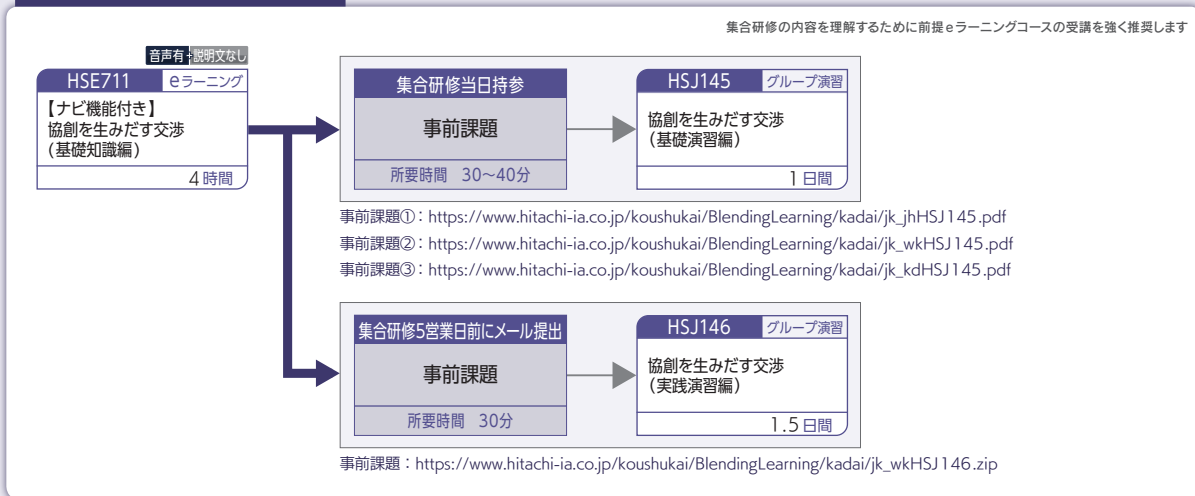 集合研修の内容を理解するために前提eラーニングコースの受講を強く推奨します
音声有+説明文なし
HSE711 eラーニング
【ナビ機能付き】
協創を生みだす交渉
(基礎知識編)
4時間
集合研修当日持参
事前課題
所要時間 30〜40分
HSJ145 グループ演習
協創を生みだす交渉
(基礎演習編)
1日間
事前課題①:https://www.hitachi-ia.co.jp/koushukai/BlendingLearning/kadai/jk_jhHSJ145.pdf
事前課題②:https://www.hitachi-ia.co.jp/koushukai/BlendingLearning/kadai/jk_wkHSJ145.pdf
事前課題③:https://www.hitachi-ia.co.jp/koushukai/BlendingLearning/kadai/jk_kdHSJ145.pdf
集合研修5営業日前にメール提出
事前課題
所要時間 30分
HSJ146 グループ演習
協創を生みだす交渉
(実践演習編)
1.5日間
事前課題:https://www.hitachi-ia.co.jp/koushukai/BlendingLearning/kadai/jk_wkHSJ146.zip